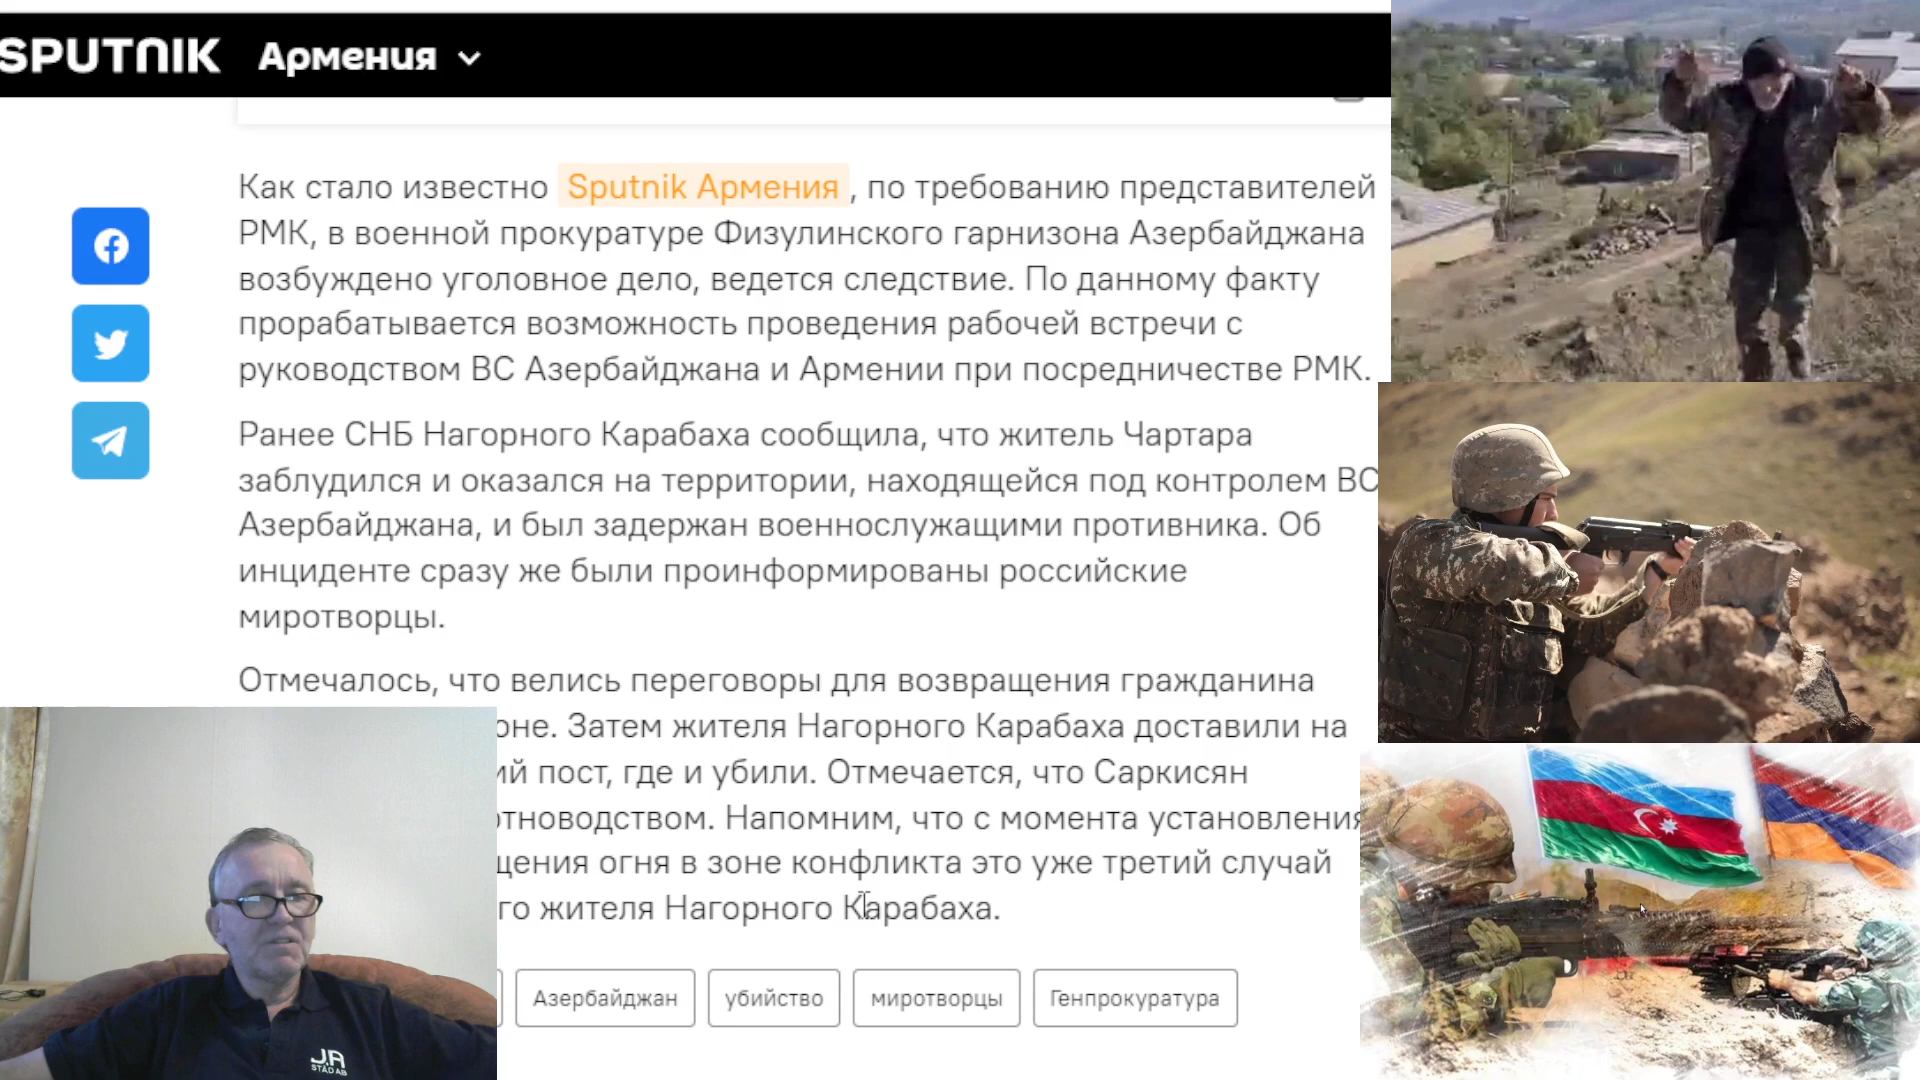 SPUTNIK Армения
Как стало известно Sputnik Армения, по требованию представителей
РМК, в военной прокуратуре Физулинского гарнизона Азербайджана
возбуждено уголовное дело, ведется следствие. По данному факту
прорабатывается возможность проведения рабочей встречи с
руководством ВС Азербайджана и Армении при посредничестве РМК.
Ранее СНБ Нагорного Карабаха сообщила, что житель Чартара
заблудился и оказался на территории, находящейся под контролем ВС
Азербайджана, и был задержан военнослужащими противника. Об
инциденте сразу же были проинформированы российские
миротворцы.
Отмечалось, что велись переговоры для возвращения гражданина
оне. Затем жителя Нагорного Карабаха доставили на
ий пост, где и убили. Отмечается, что Саркисян
отноводством. Напомним, что с момента установления
щения огня в зоне конфликта это уже третий случай
го жителя Нагорного Карабаха.
Азербайджан убийство миротворцы Генпрокуратура
J.A
STÄD AB